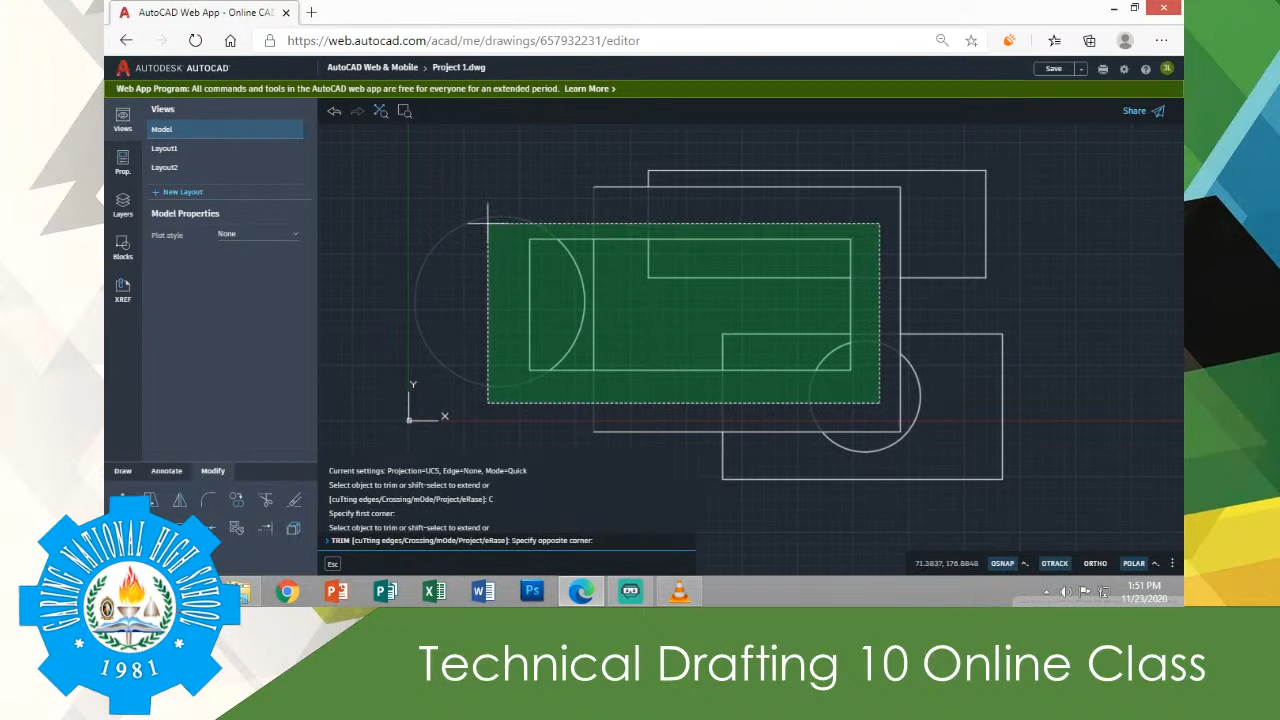 AutoCAD Web App - Online CAD
https://web.autocad.com/acad/me/drawings/657932231/editor
AUTODESK AUTOCAD
AutoCAD Web & Mobile > Project 1.dwg
Save
JL
Web App Program: All commands and tools in the AutoCAD web app are free for everyone for an extended period. Learn More >
Views
Prop.
Layers
Blocks
XREF
Views
Model
Layout1
Layout2
+ New Layout
Model Properties
Plot style None
Share
Y
X
Draw Annotate Modify
Current settings: Projection=UCS, Edge=None, Mode=Quick
Select object to trim or shift-select to extend or
[cuTting edges/Crossing/mOde/Project/eRase]: C
Specify first corner:
Select object to trim or shift-select to extend or
> TRIM [cuTting edges/Crossing/mOde/Project/eRase]: Specify opposite corner:
Esc
71.3837, 176.8848 OSNAP OTRACK ORTHO POLAR
1:51 PM
11/23/2020
CARING NATIONAL HIGH SCHOOL
1981
Technical Drafting 10 Online Class